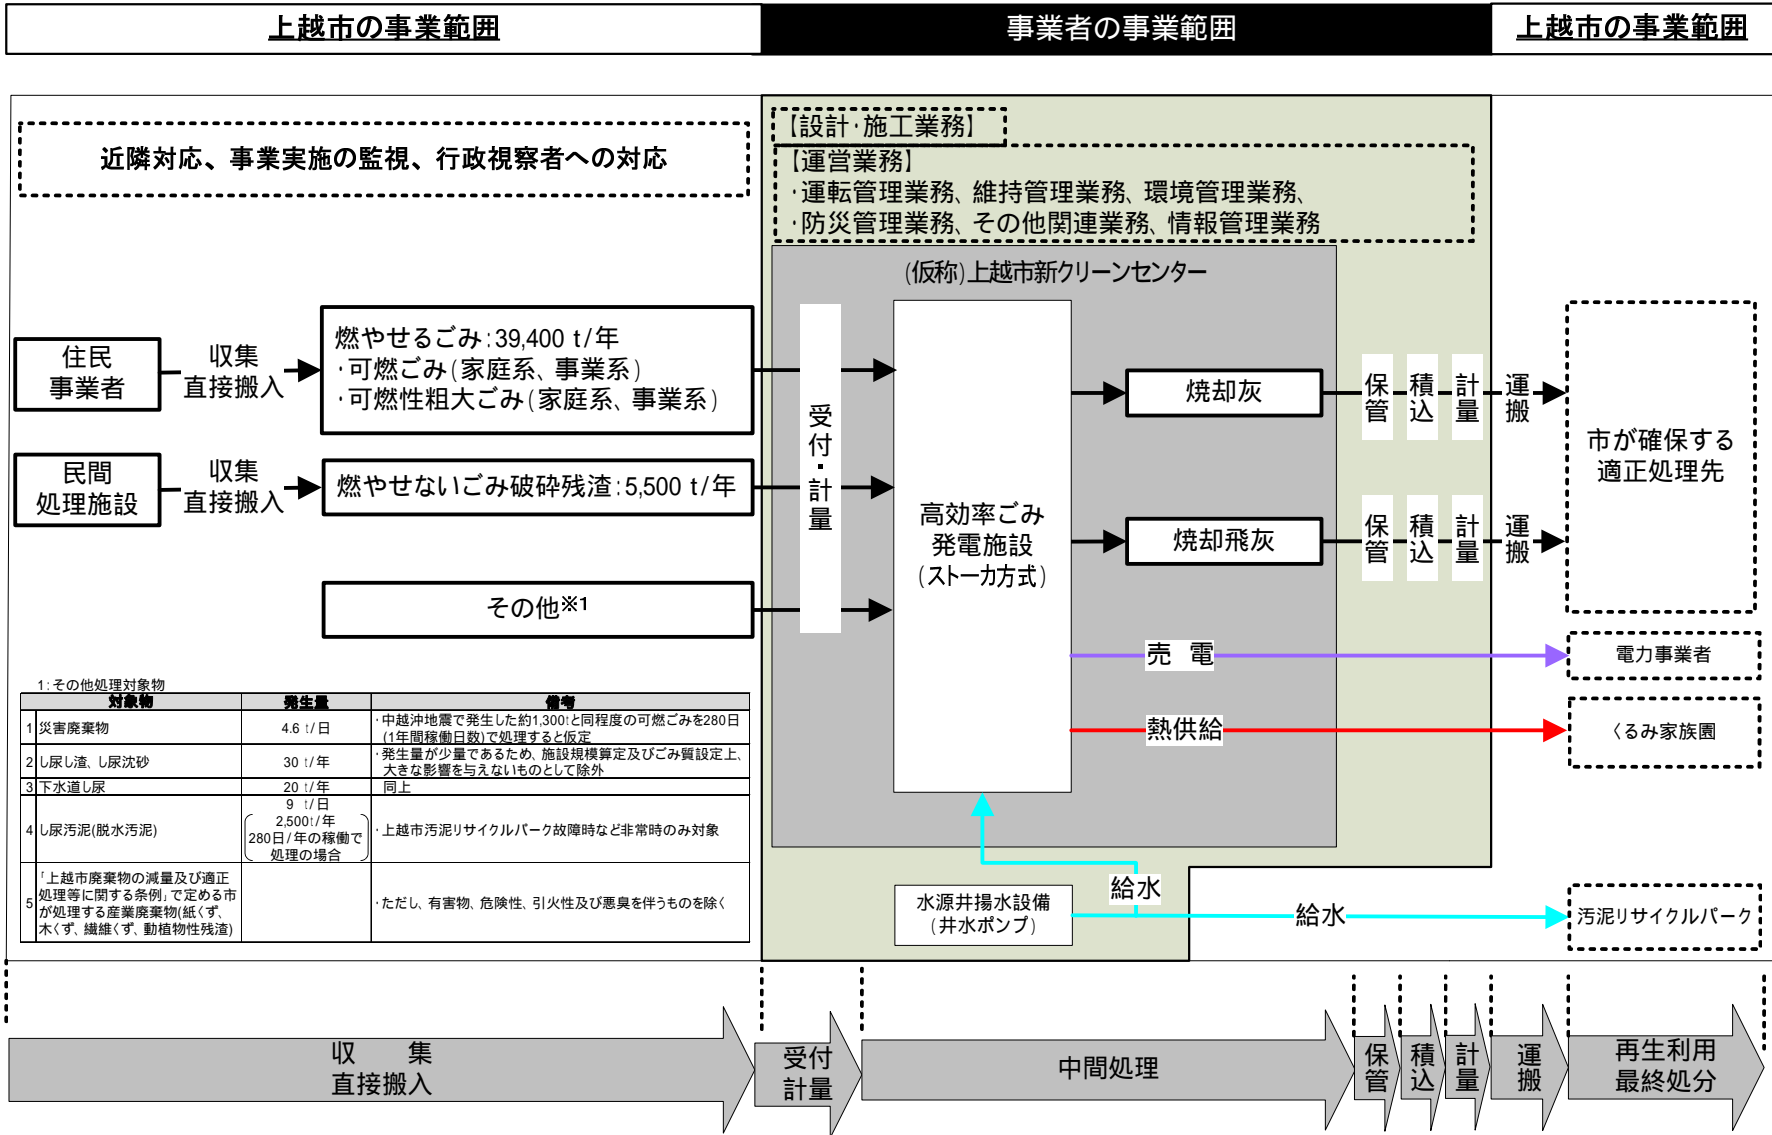 上越市の事業範囲
事業者の事業範囲
上越市の事業範囲
近隣対応、事業実施の監視、行政視察者への対応
【設計・施工業務】
【運営業務】
・運転管理業務、維持管理業務、環境管理業務、
・防災管理業務、その他関連業務、情報管理業務
(仮称)上越市新クリーンセンター
住民
事業者
収集
直接搬入
燃やせるごみ:39,400 t/年
・可燃ごみ(家庭系、事業系)
・可燃性粗大ごみ(家庭系、事業系)
民間
処理施設
収集
直接搬入
燃やせないごみ破砕残渣:5,500 t/年
その他※1
受付・計量
高効率ごみ
発電施設
(ストーカ方式)
焼却灰
保管
積込
計量
運搬
焼却飛灰
保管
積込
計量
運搬
市が確保する
適正処理先
売 電
電力事業者
熱供給
くるみ家族園
給水
水源井揚水設備
(井水ポンプ)
給水
汚泥リサイクルパーク
1:その他処理対象物
対象物 発生量 備考
1 災害廃棄物 4.6 t/日 ・中越沖地震で発生した約1,300tと同程度の可燃ごみを280日
(1年間稼働日数)で処理すると仮定
2 し尿し渣、し尿沈砂 30 t/年 ・発生量が少量であるため、施設規模算定及びごみ質設定上、
大きな影響を与えないものとして除外
3 下水道し尿 20 t/年 同上
4 し尿汚泥(脱水汚泥) 9 t/日
2,500t/年
280日/年の稼働で
処理の場合
・上越市汚泥リサイクルパーク故障時など非常時のみ対象
5 「上越市廃棄物の減量及び適正
処理等に関する条例」で定める市
が処理する産業廃棄物(紙くず、
木くず、繊維くず、動植物性残渣)
・ただし、有害物、危険性、引火性及び悪臭を伴うものを除く
収 集
直接搬入
受付
計量
中間処理
保管
積込
計量
運搬
再生利用
最終処分